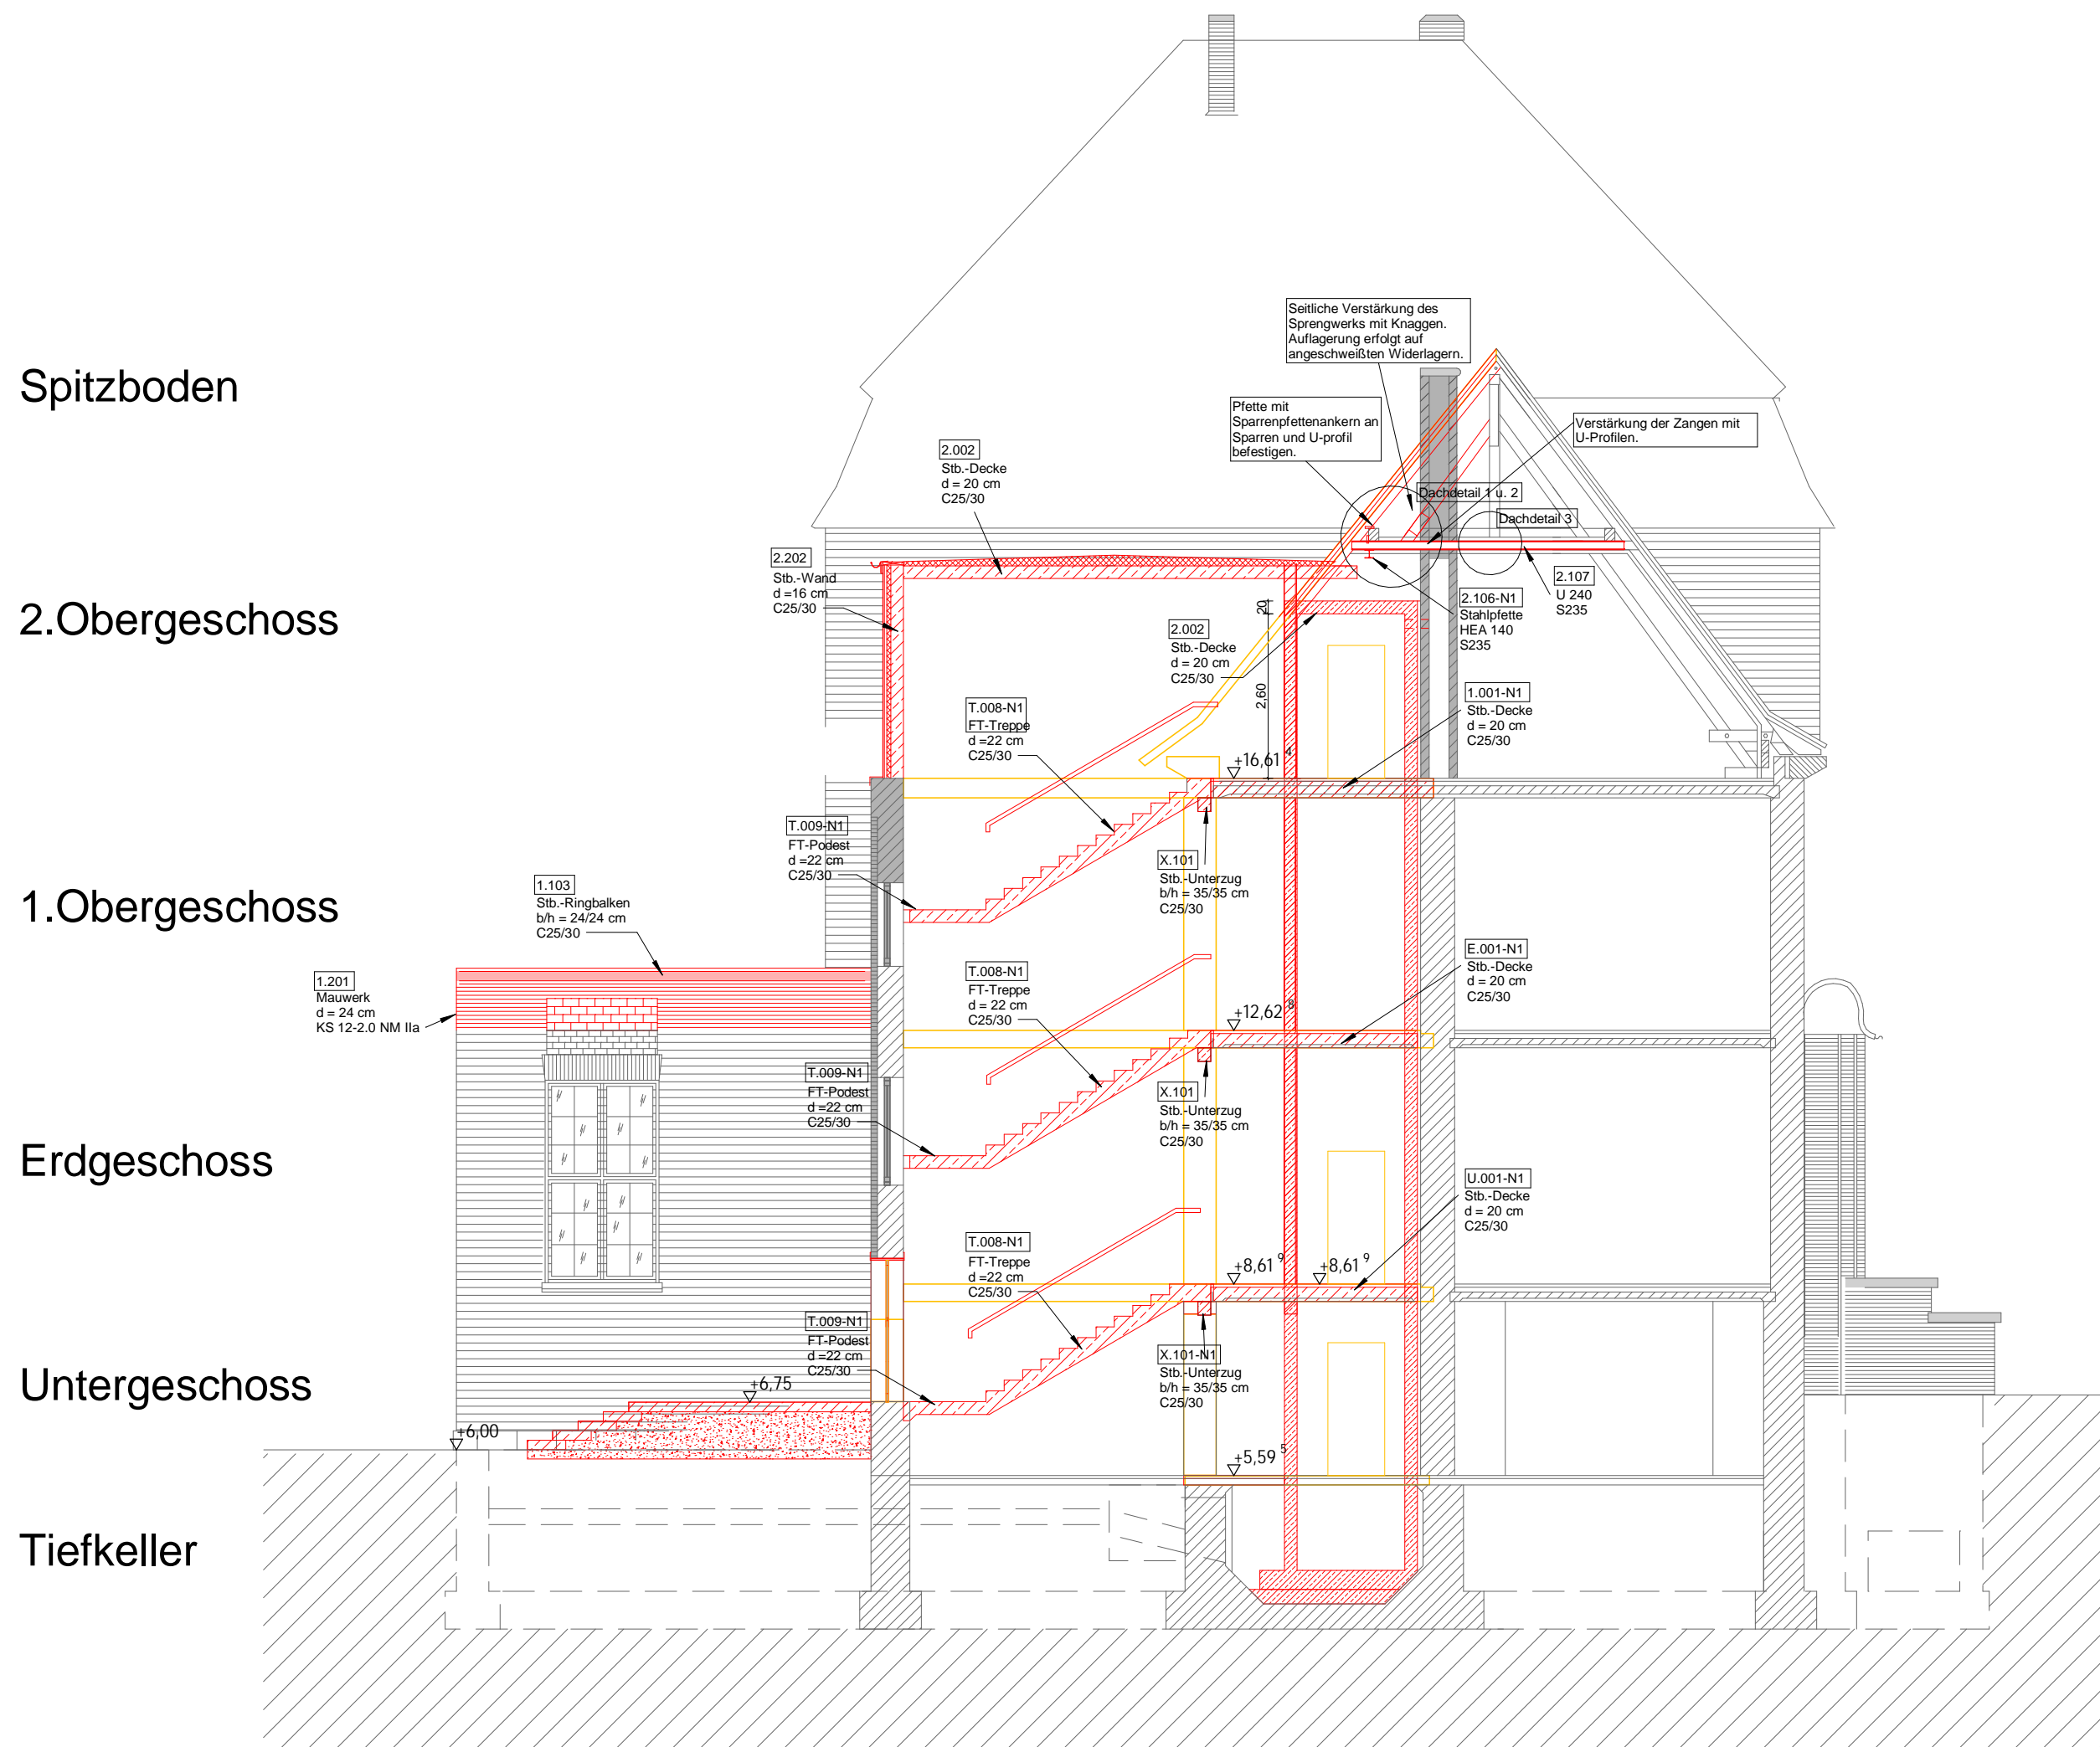 Spitzboden
2.Obergeschoss
1.Obergeschoss
Erdgeschoss
Untergeschoss
Tiefkeller
Seitliche Verstärkung des
Sprengwerks mit Knaggen.
Auflagerung erfolgt auf
angeschweißten Widerlagern.
Pfette mit
Sparrenpfettenankern an
Sparren und U-profil
befestigen.
Verstärkung der Zangen mit
U-Profilen.
Dachdetail 1 u. 2
Dachdetail 3
2.002
Stb.-Decke
d = 20 cm
C25/30
2.202
Stb.-Wand
d =16 cm
C25/30
2.107
U 240
S235
2.106-N1
Stahlpfette
HEA 140
S235
20
2,60
2.002
Stb.-Decke
d = 20 cm
C25/30
1.001-N1
Stb.-Decke
d = 20 cm
C25/30
T.008-N1
FT-Treppe
d =22 cm
C25/30
+16,61 4
T.009-N1
FT-Podest
d =22 cm
C25/30
X.101
Stb.-Unterzug
b/h = 35/35 cm
C25/30
1.103
Stb.-Ringbalken
b/h = 24/24 cm
C25/30
1.201
Mauwerk
d = 24 cm
KS 12-2.0 NM IIa
E.001-N1
Stb.-Decke
d = 20 cm
C25/30
T.008-N1
FT-Treppe
d = 22 cm
C25/30
+12,62 8
T.009-N1
FT-Podest
d =22 cm
C25/30
X.101
Stb.-Unterzug
b/h = 35/35 cm
C25/30
U.001-N1
Stb.-Decke
d = 20 cm
C25/30
T.008-N1
FT-Treppe
d =22 cm
C25/30
+8,61 9
+8,61 9
T.009-N1
FT-Podest
d =22 cm
C25/30
X.101-N1
Stb.-Unterzug
b/h = 35/35 cm
C25/30
+6,75
+6,00
+5,59 5